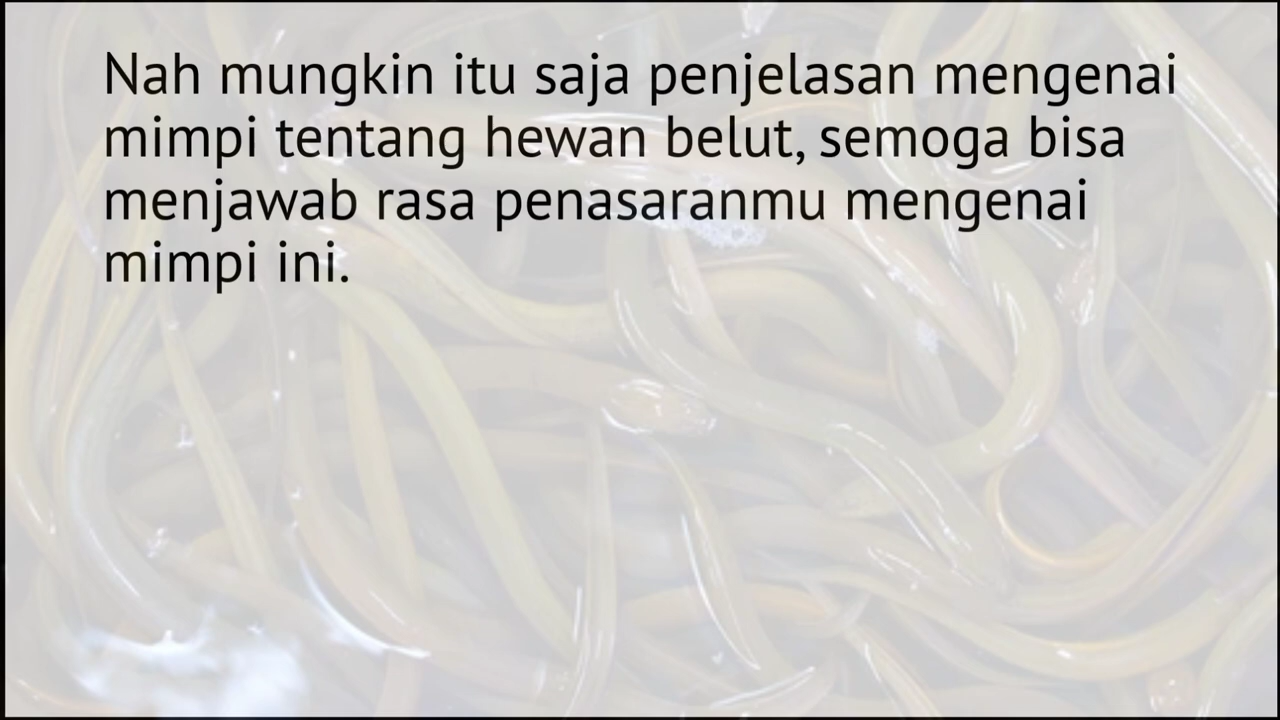 Nah mungkin itu saja penjelasan mengenai
mimpi tentang hewan belut, semoga bisa
menjawab rasa penasaranmu mengenai
mimpi ini.